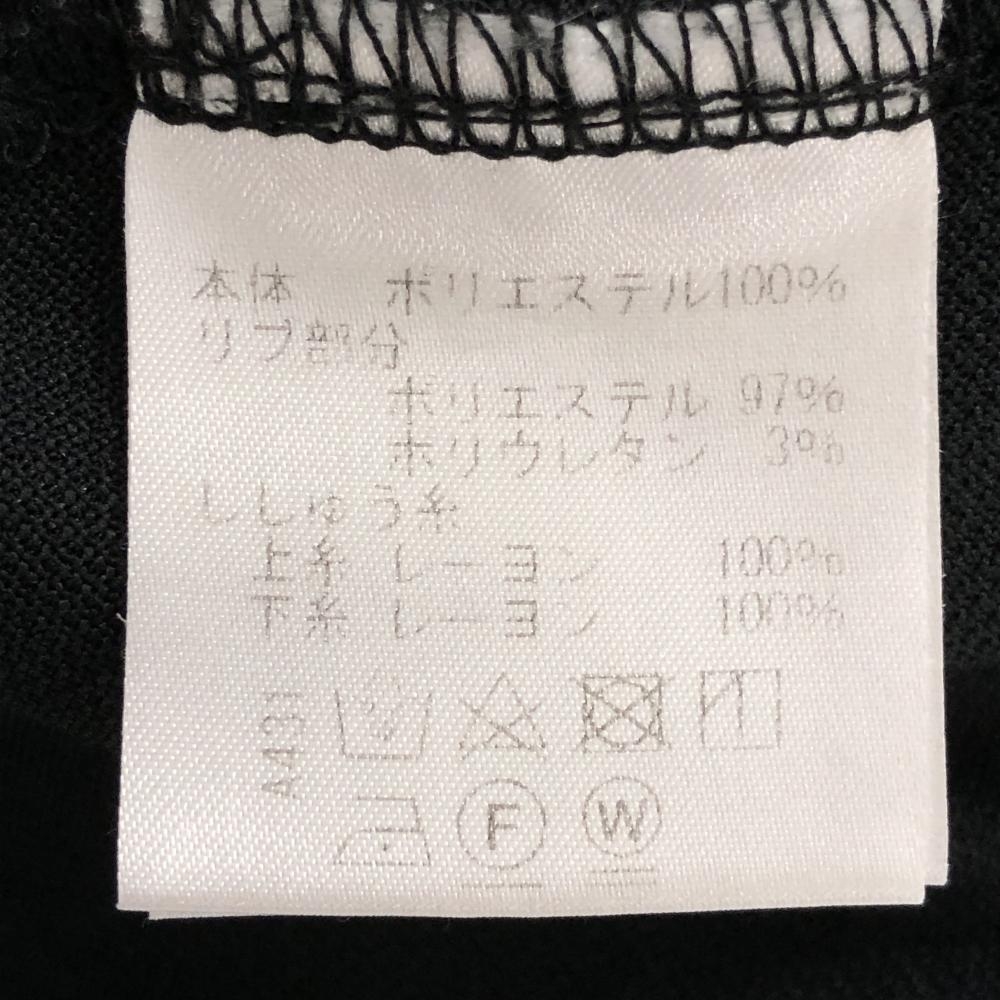 本体 ポリエステル100%
リブ部分
ポリエステル 97%
ポリウレタン 3%
ししゅう糸
上糸 レーヨン 100%
下糸 レーヨン 100%
A431
F W